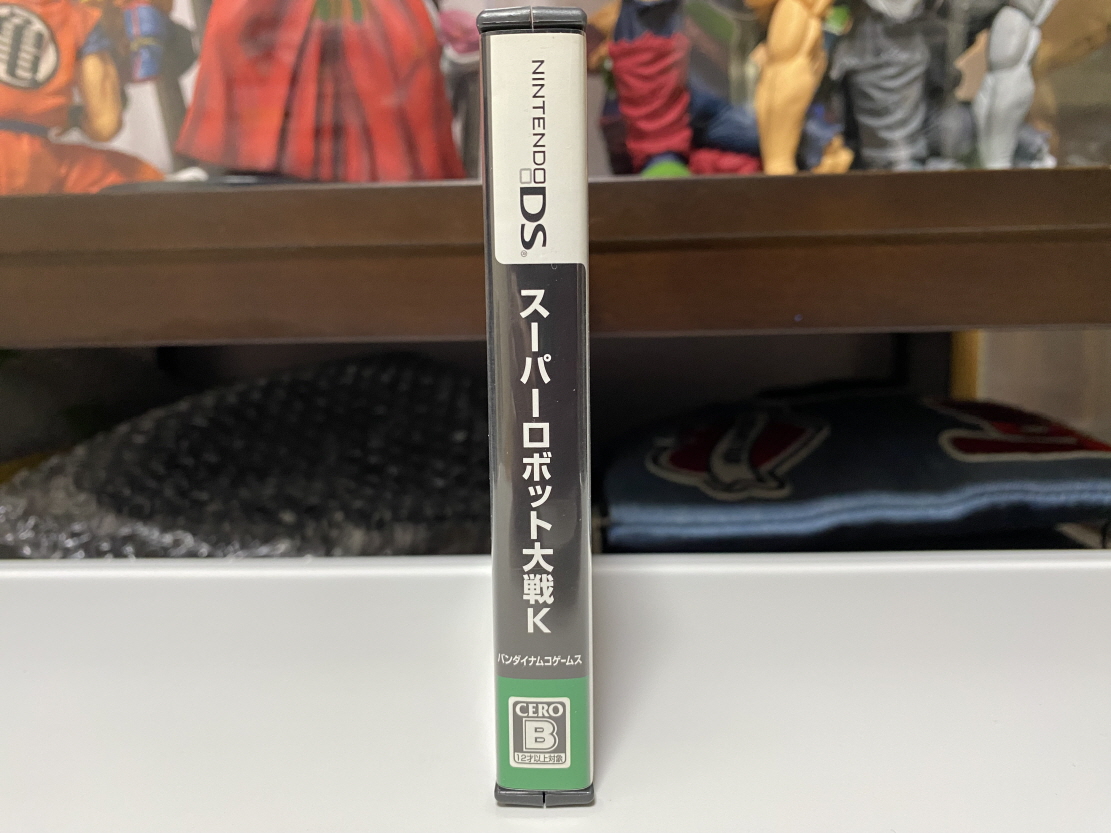 NINTENDO DS®
スーパーロボット大戦K
バンダイナムコゲームス
CERO
B
12才以上対象